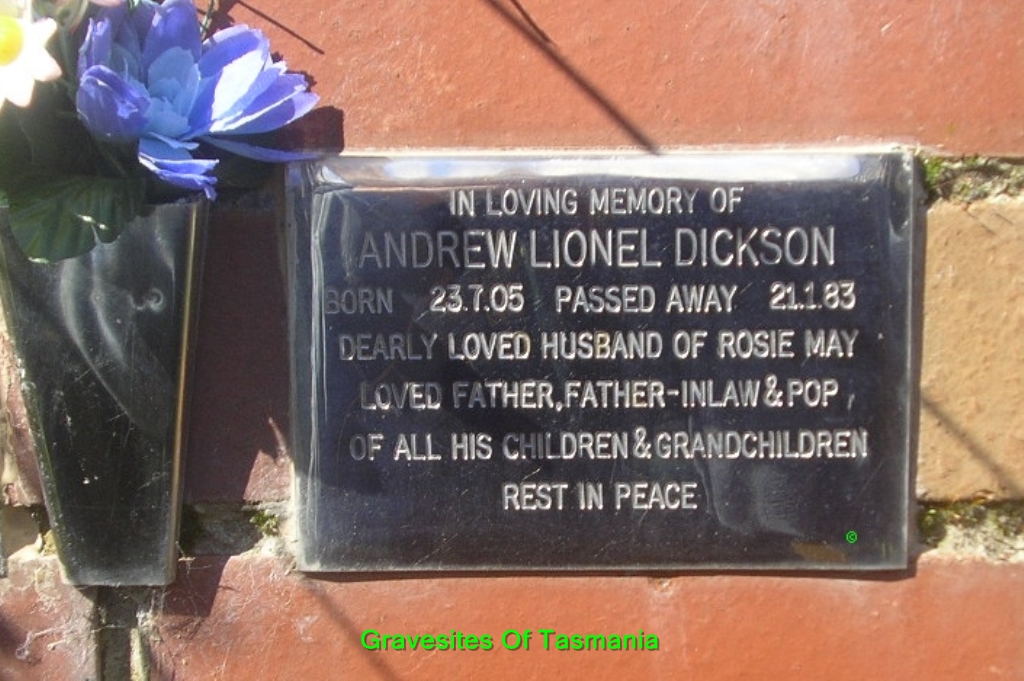 IN LOVING MEMORY OF
ANDREW LIONEL DICKSON
BORN 23.7.05 PASSED AWAY 21.1.83
DEARLY LOVED HUSBAND OF ROSIE MAY
LOVED FATHER, FATHER-INLAW & POP
OF ALL HIS CHILDREN & GRANDCHILDREN
REST IN PEACE
©
Gravesites Of Tasmania